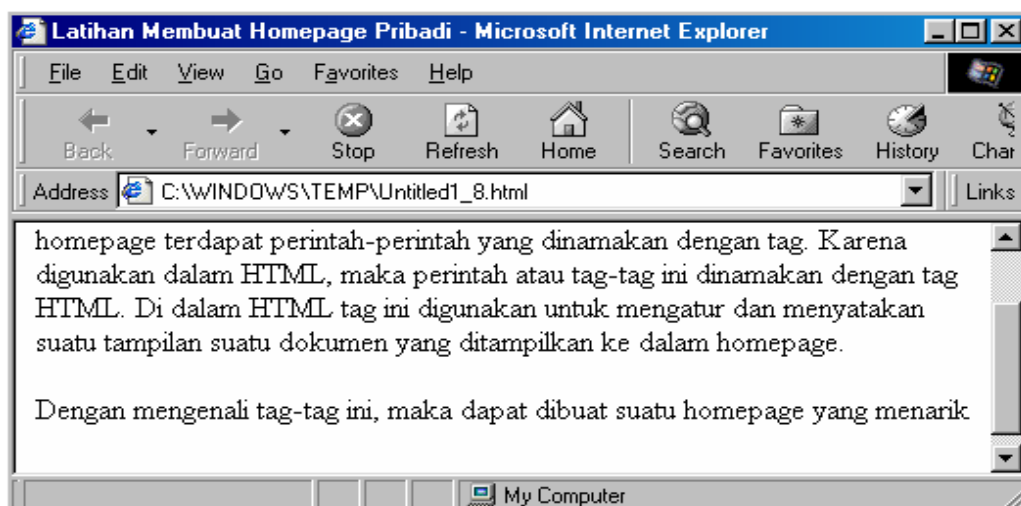 Latihan Membuat Homepage Pribadi - Microsoft Internet Explorer
File Edit View Go Favorites Help
Back Forward Stop Refresh Home Search Favorites History Char
Address C:\WINDOWS\TEMP\Untitled1_8.html Links
homepage terdapat perintah-perintah yang dinamakan dengan tag. Karena
digunakan dalam HTML, maka perintah atau tag-tag ini dinamakan dengan tag
HTML. Di dalam HTML tag ini digunakan untuk mengatur dan menyatakan
suatu tampilan suatu dokumen yang ditampilkan ke dalam homepage.
Dengan mengenali tag-tag ini, maka dapat dibuat suatu homepage yang menarik
My Computer